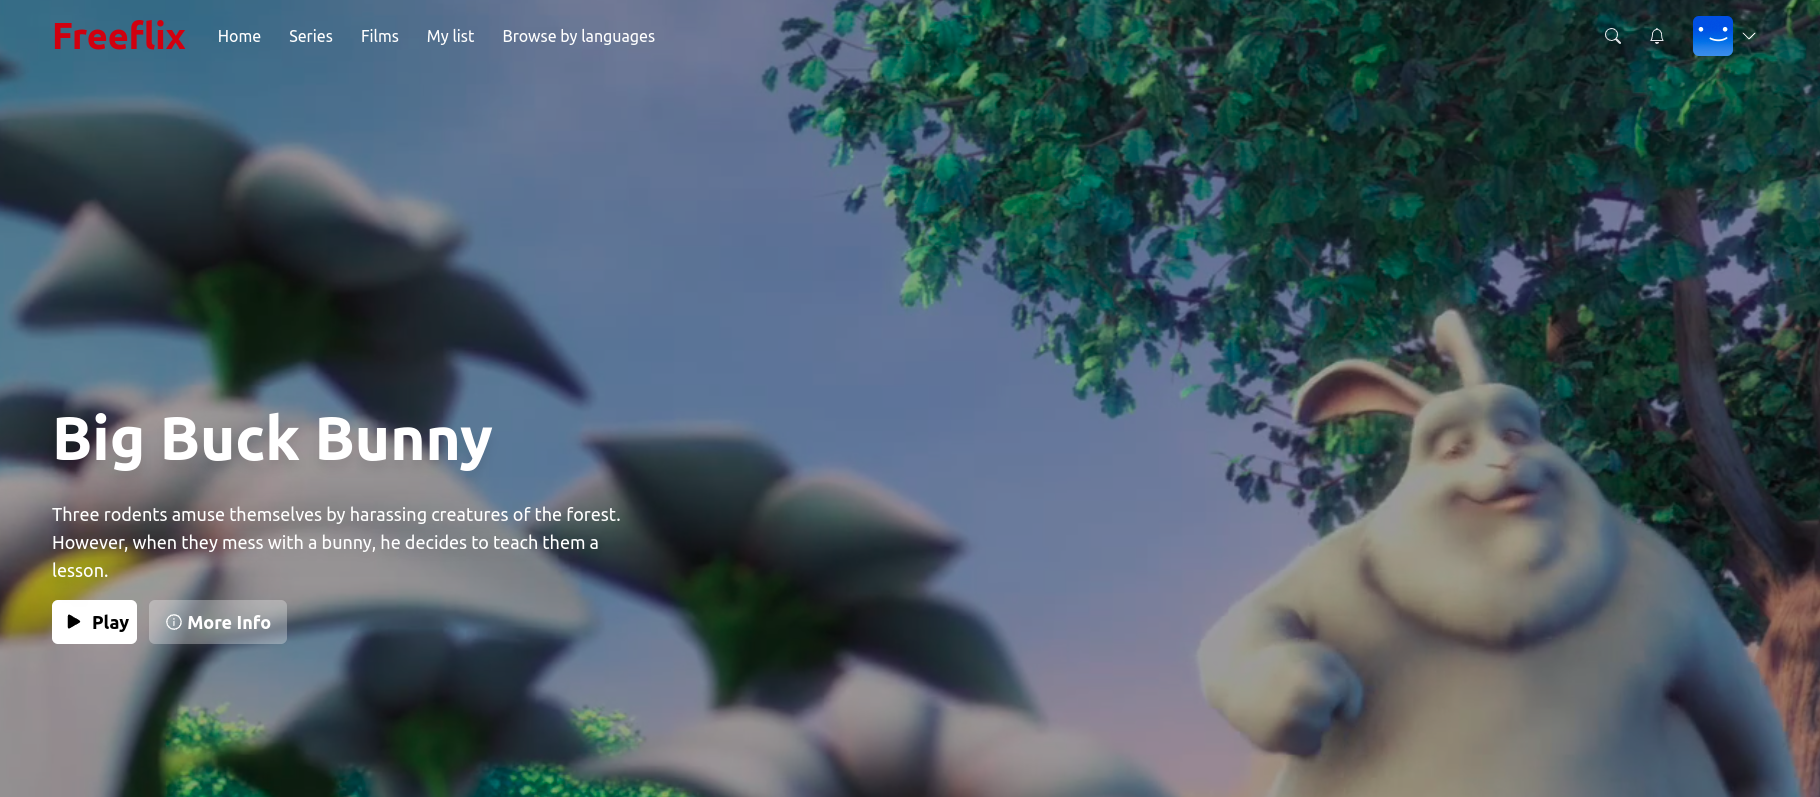 Freeflix Home Series Films My list Browse by languages
Big Buck Bunny
Three rodents amuse themselves by harassing creatures of the forest.
However, when they mess with a bunny, he decides to teach them a
lesson.
Play More Info